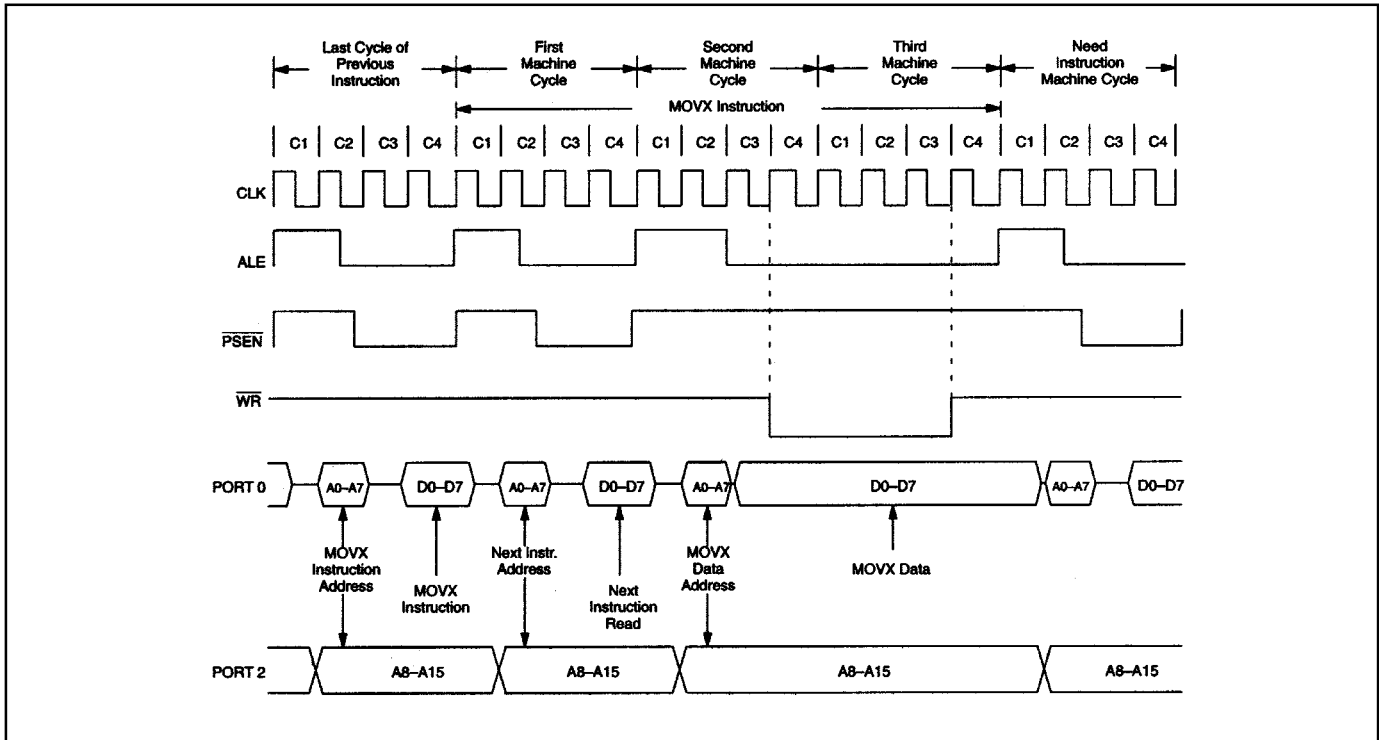 Last Cycle of
Previous
Instruction
First
Machine
Cycle
Second
Machine
Cycle
Third
Machine
Cycle
Need
Instruction
Machine Cycle
MOVX Instruction
C1 C2 C3 C4 C1 C2 C3 C4 C1 C2 C3 C4 C1 C2 C3 C4 C1 C2 C3 C4
CLK
ALE
PSEN
WR
PORT 0
A0–A7 D0–D7 A0–A7 D0–D7 A0–A7 D0–D7 A0–A7 D0–D7
MOVX
Instruction
Address
MOVX
Instruction
Next Instr.
Address
Next
Instruction
Read
MOVX
Data
Address
MOVX Data
PORT 2
A8–A15 A8–A15 A8–A15 A8–A15